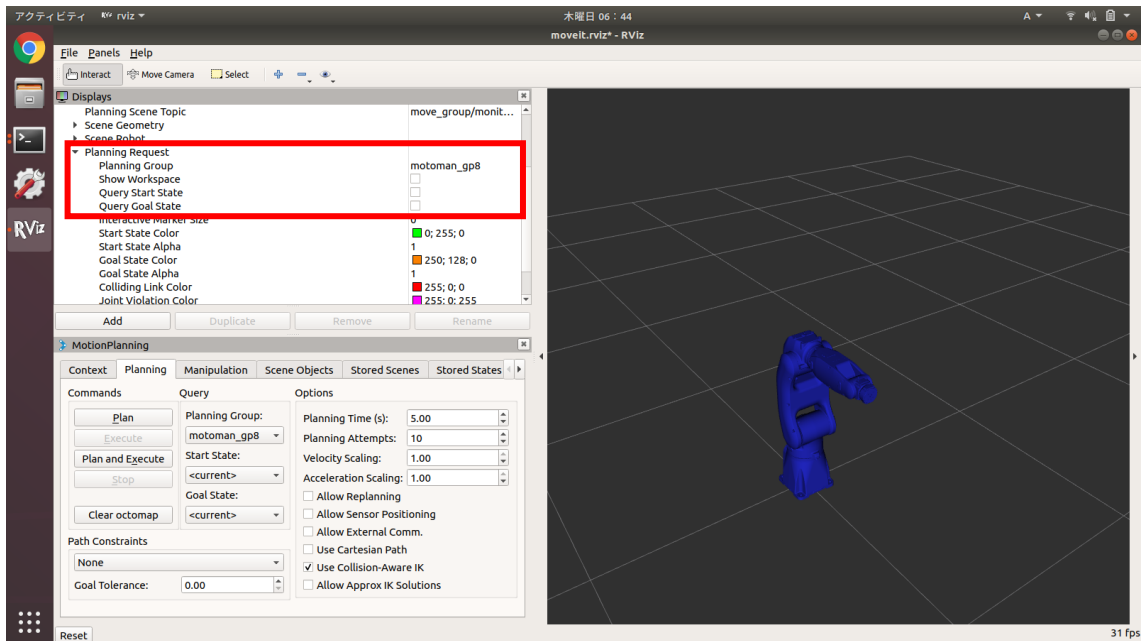 アクティビティ RViz rviz 木曜日 06：44 A
moveit.rviz* - RViz
File Panels Help
Interact Move Camera Select
Displays
Planning Scene Topic move_group/monit...
Scene Geometry
Scene Robot
Planning Request
Planning Group motoman_gp8
Show Workspace
Query Start State
Query Goal State
Interactive Marker Size 0
Start State Color 0; 255; 0
Start State Alpha 1
Goal State Color 250; 128; 0
Goal State Alpha 1
Colliding Link Color 255; 0; 0
Joint Violation Color 255; 0; 255
Add Duplicate Remove Rename
MotionPlanning
Context Planning Manipulation Scene Objects Stored Scenes Stored States
Commands Query Options
Plan Planning Group: Planning Time (s): 5.00
Execute motoman_gp8 Planning Attempts: 10
Plan and Execute Start State: Velocity Scaling: 1.00
Stop <current> Acceleration Scaling: 1.00
Goal State: Allow Replanning
Clear octomap <current> Allow Sensor Positioning
Allow External Comm.
Path Constraints Use Cartesian Path
None Use Collision-Aware IK
Goal Tolerance: 0.00 Allow Approx IK Solutions
Reset 31 fps
RViz